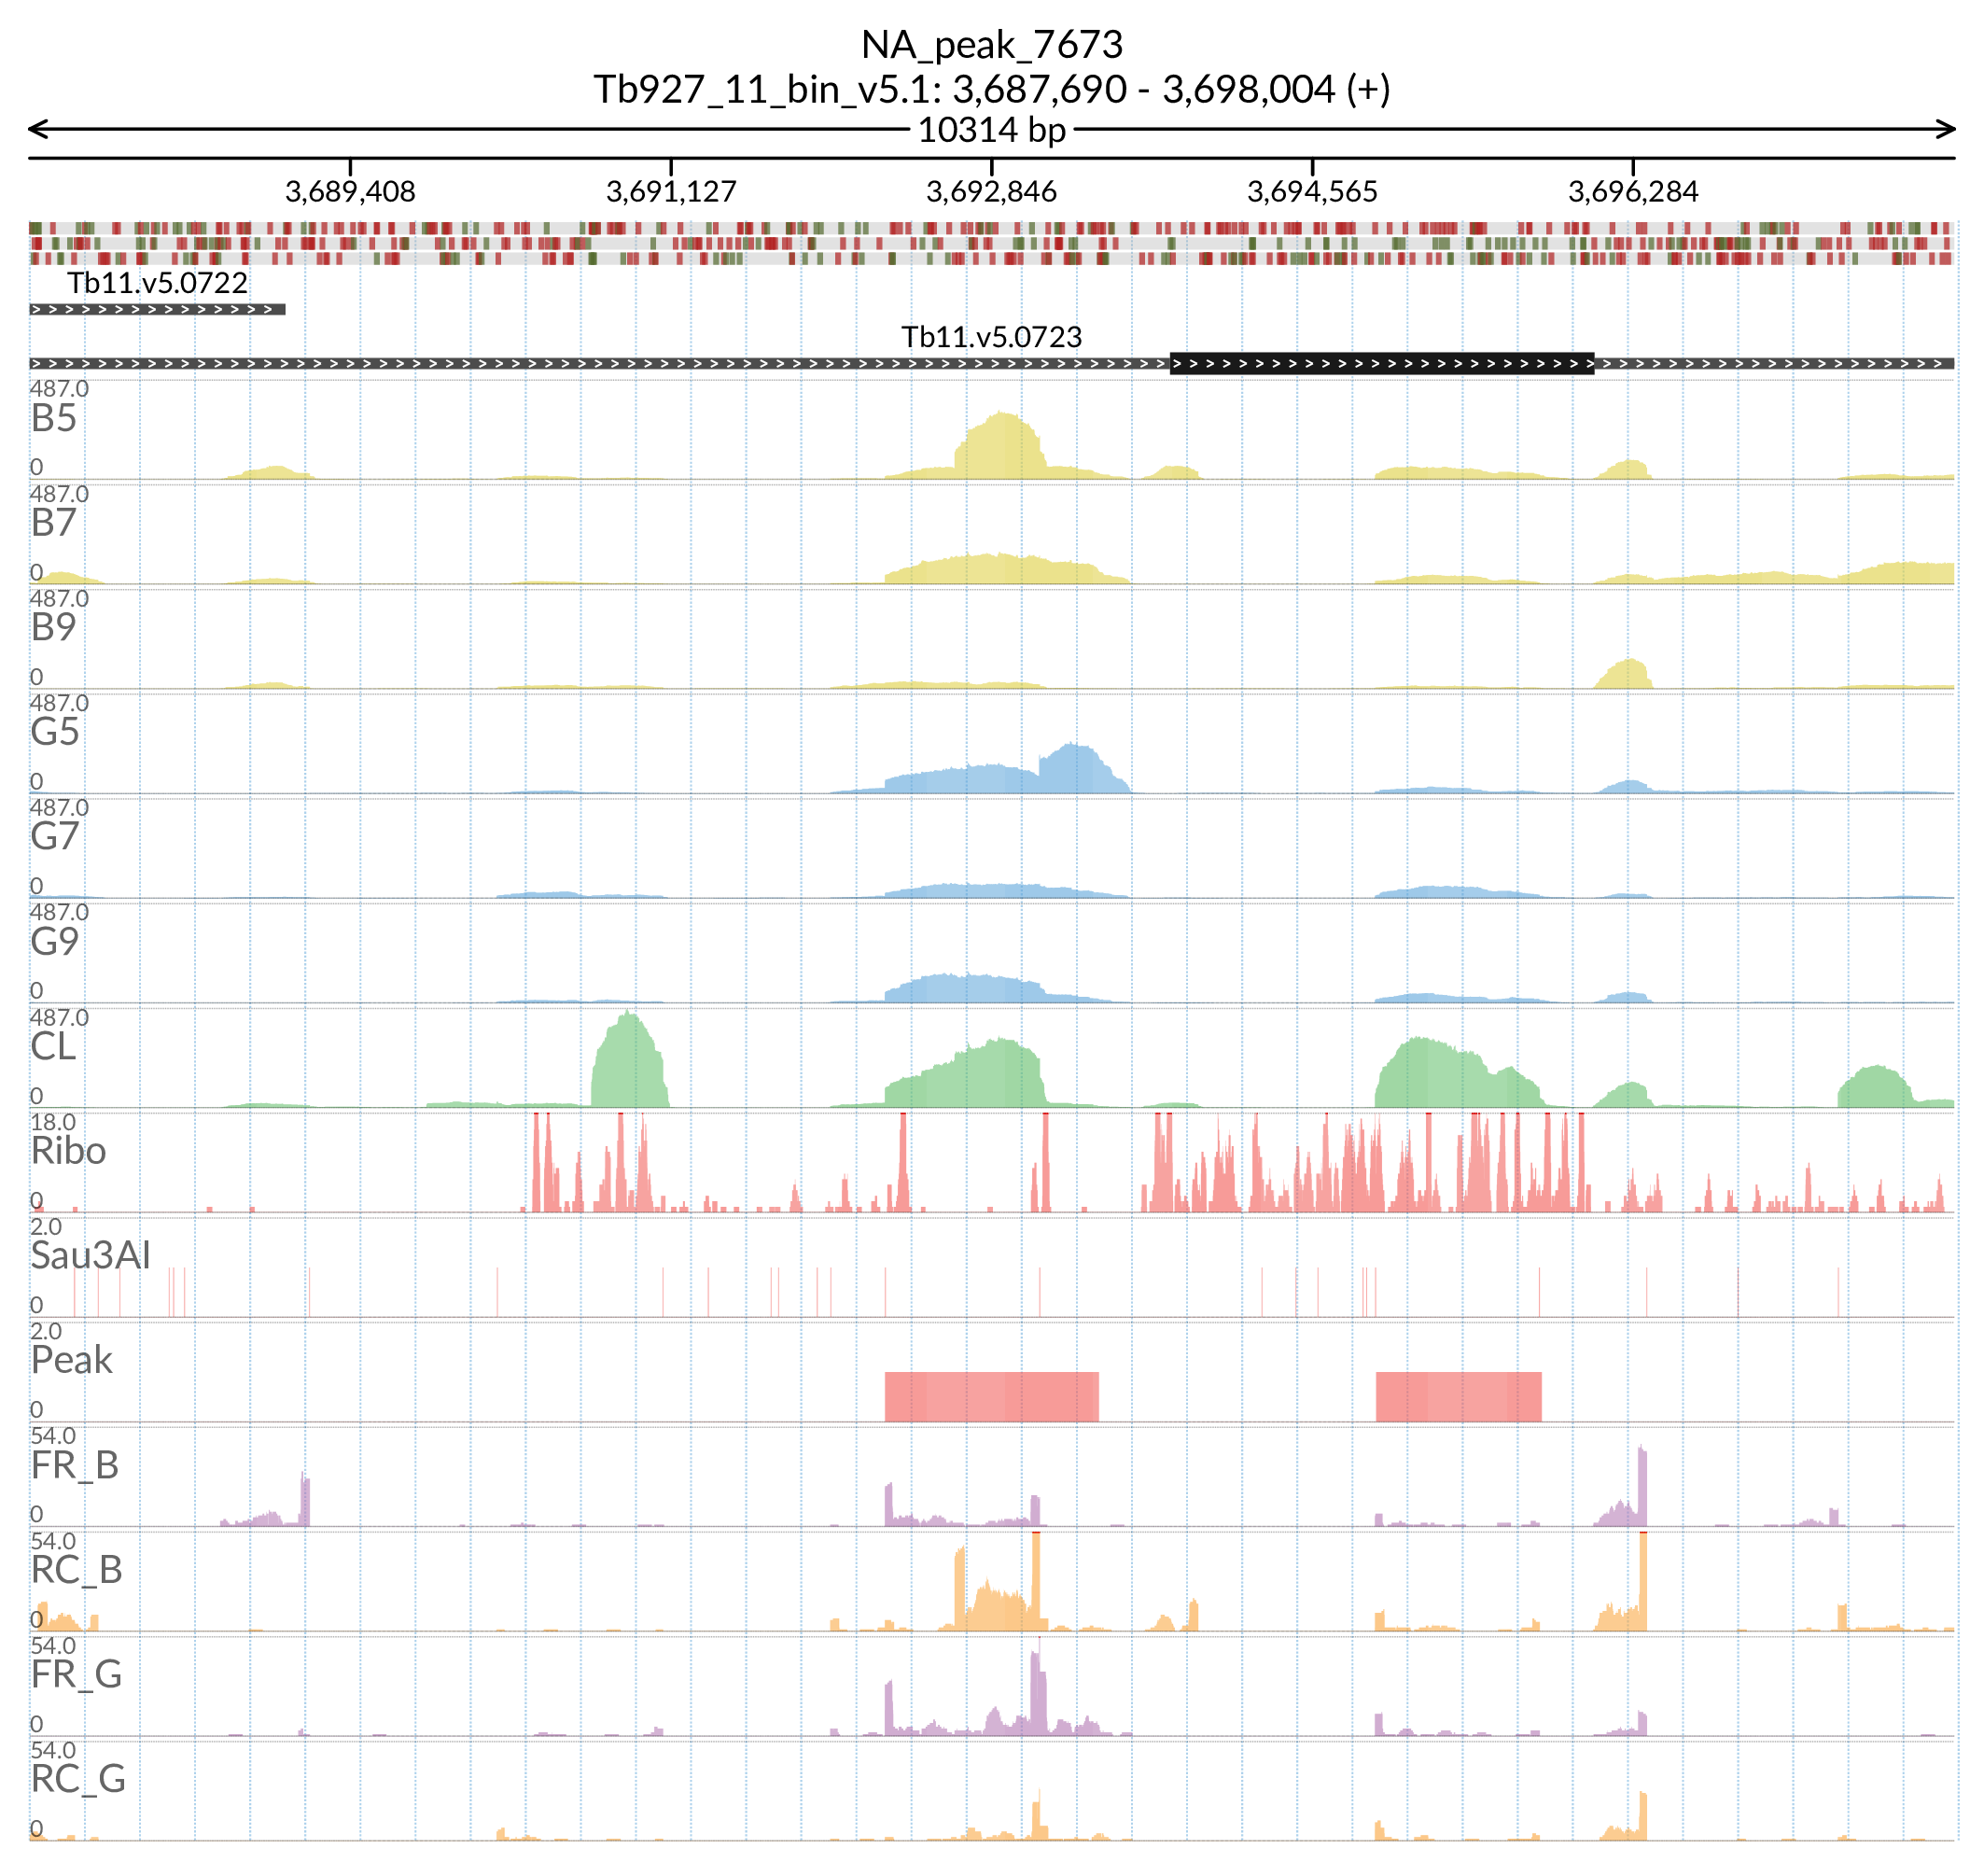 NA_peak_7673
Tb927_11_bin_v5.1: 3,687,690 - 3,698,004 (+)
10314 bp
3,689,408 3,691,127 3,692,846 3,694,565 3,696,284
Tb11.v5.0722
Tb11.v5.0723
487.0
B5
0
487.0
B7
0
487.0
B9
0
487.0
G5
0
487.0
G7
0
487.0
G9
0
487.0
CL
0
18.0
Ribo
0
2.0
Sau3AI
0
2.0
Peak
0
54.0
FR_B
0
54.0
RC_B
0
54.0
FR_G
0
54.0
RC_G
0